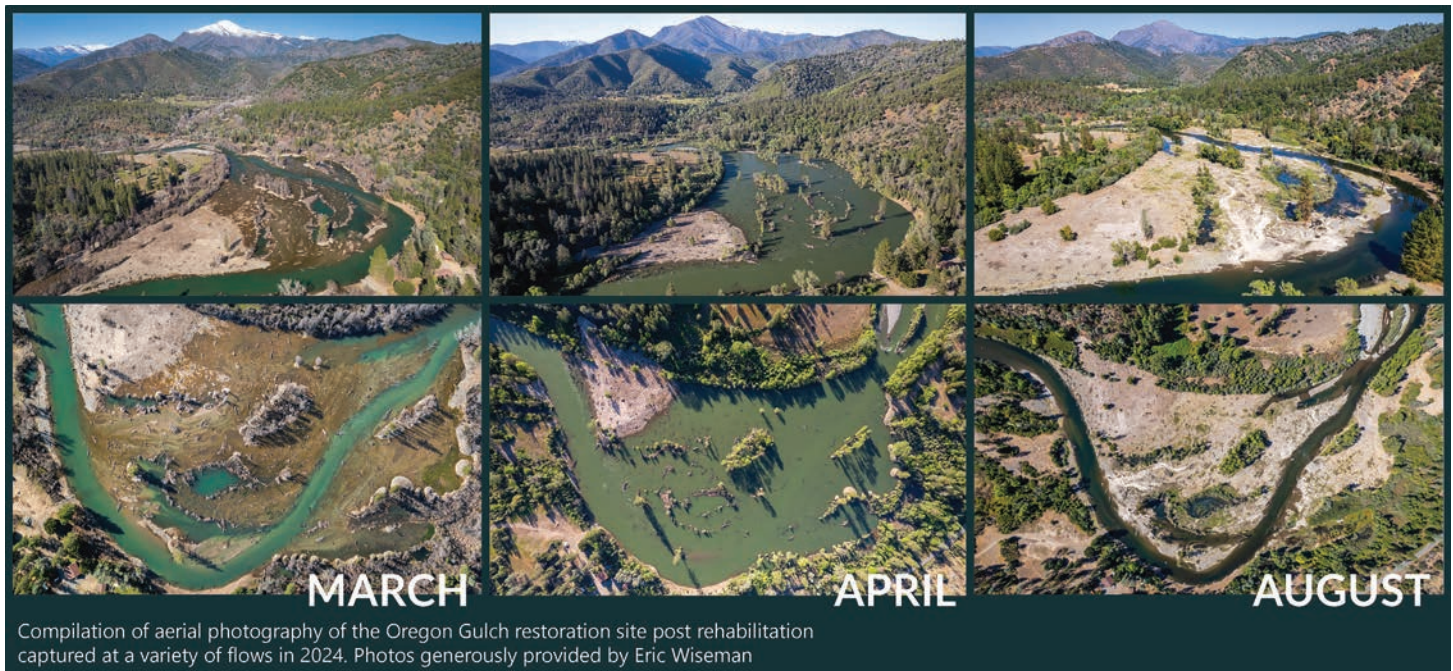 MARCH
APRIL
AUGUST
Compilation of aerial photography of the Oregon Gulch restoration site post rehabilitation
captured at a variety of flows in 2024. Photos generously provided by Eric Wiseman